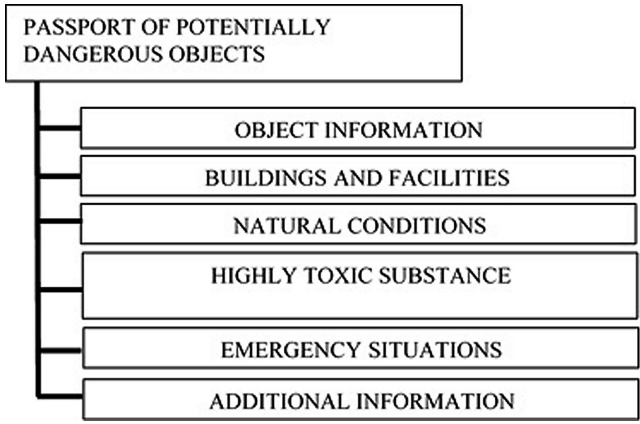 PASSPORT OF POTENTIALLY
DANGEROUS OBJECTS
OBJECT INFORMATION
BUILDINGS AND FACILITIES
NATURAL CONDITIONS
HIGHLY TOXIC SUBSTANCE
EMERGENCY SITUATIONS
ADDITIONAL INFORMATION